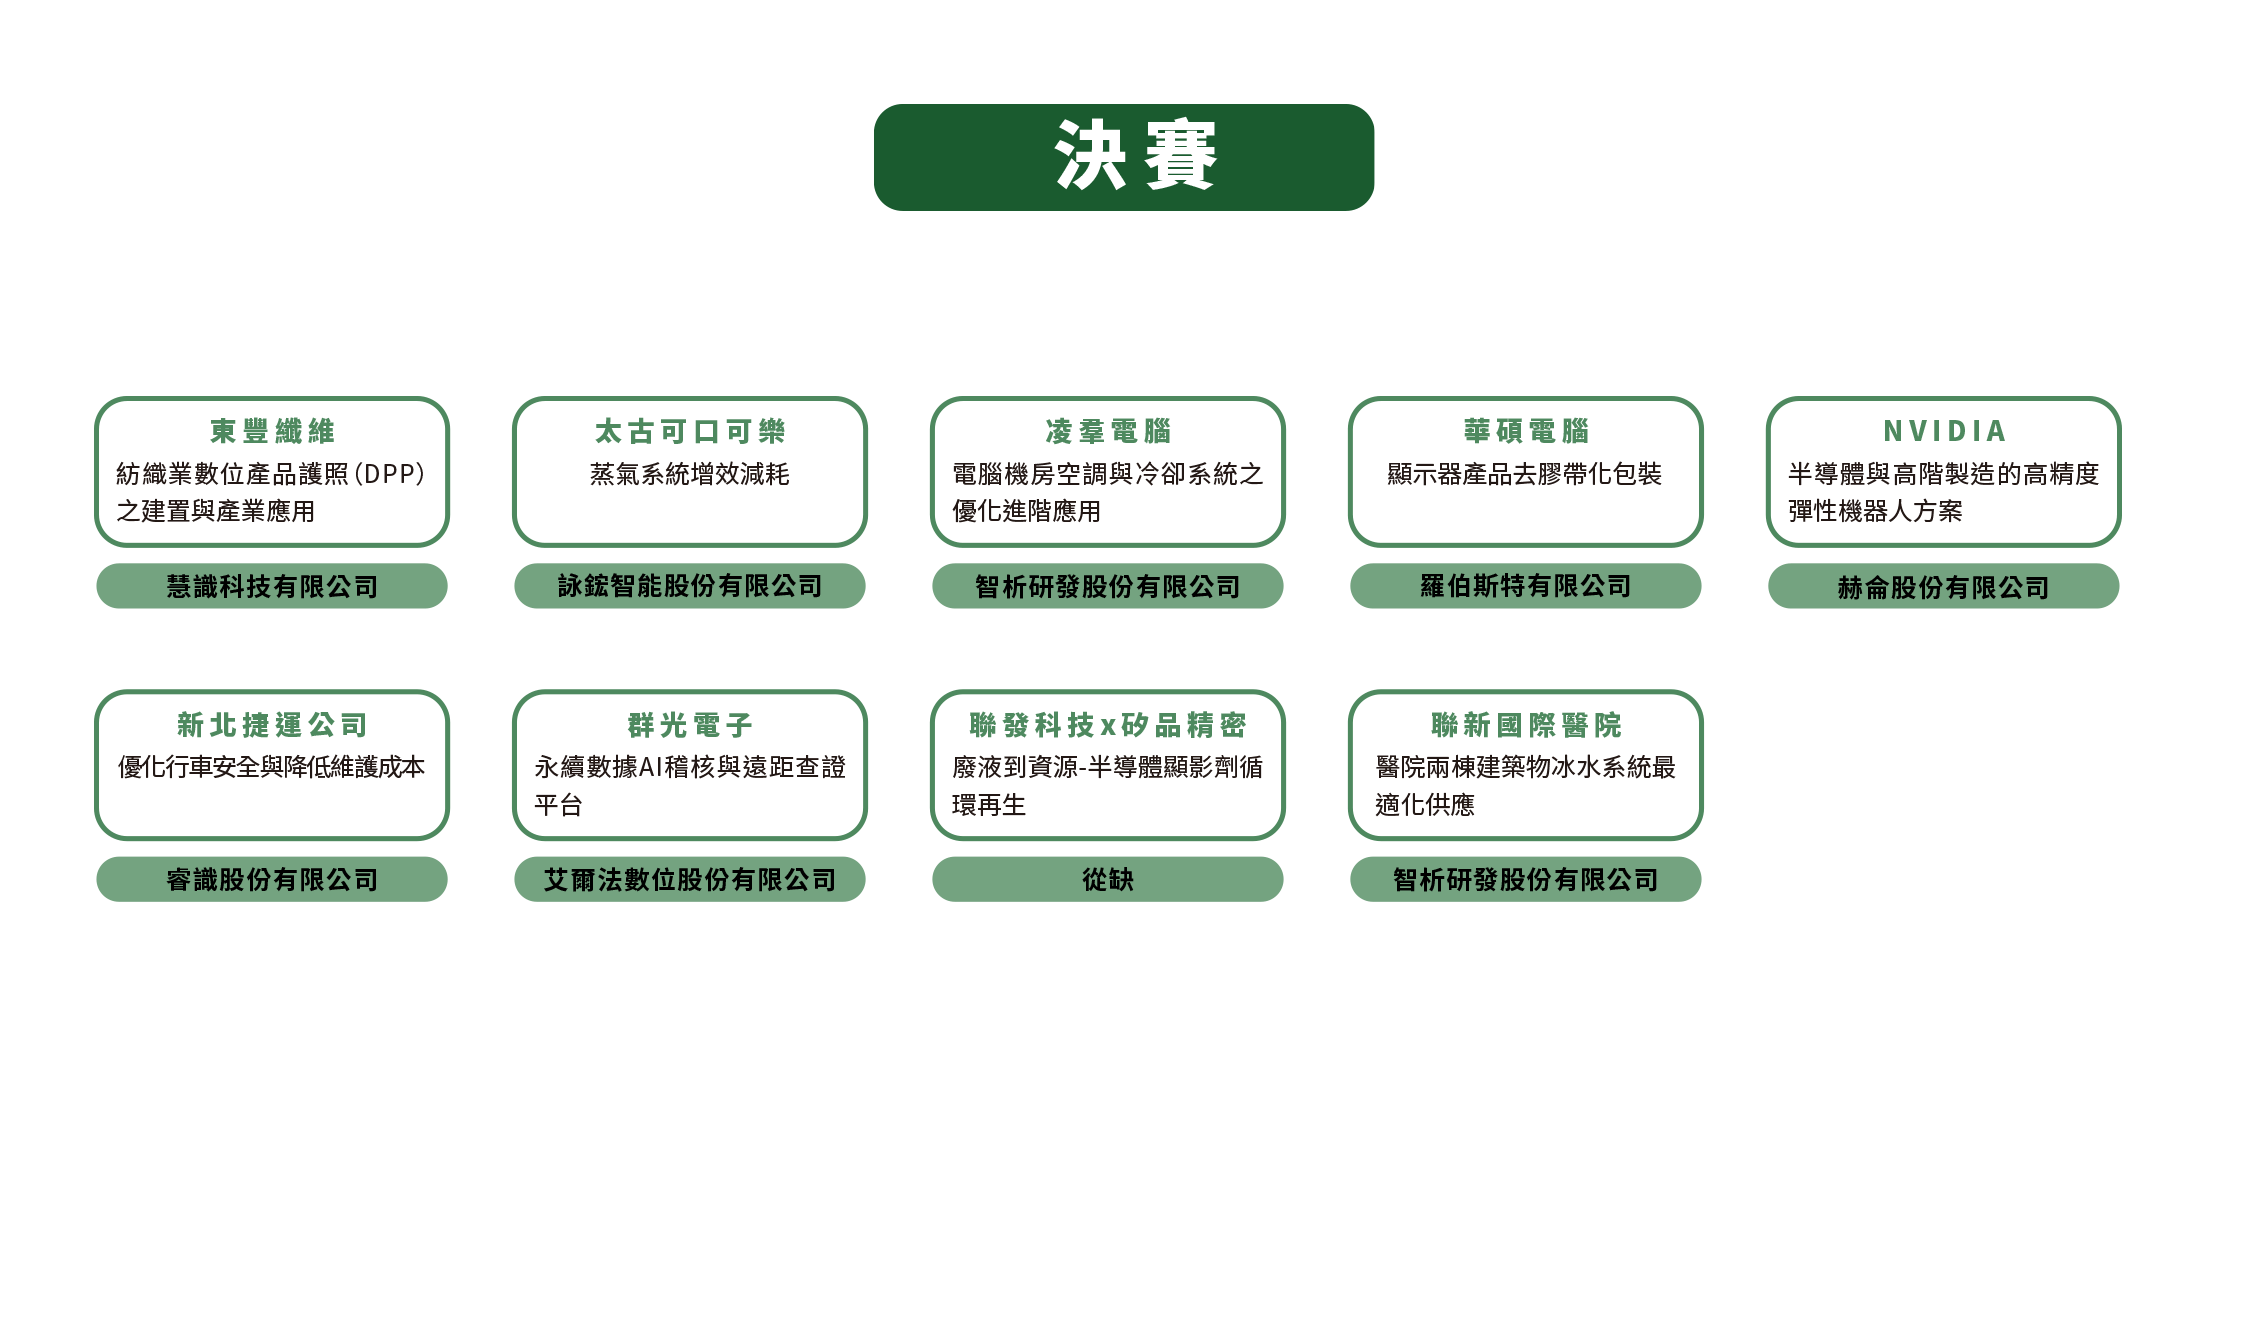 決賽
東豐纖維
紡織業數位產品護照（DPP）
之建置與產業應用
慧識科技有限公司
太古可口可樂
蒸氣系統增效減耗
詠鋐智能股份有限公司
凌羣電腦
電腦機房空調與冷卻系統之
優化進階應用
智析研發股份有限公司
華碩電腦
顯示器產品去膠帶化包裝
羅伯斯特有限公司
NVIDIA
半導體與高階製造的高精度
彈性機器人方案
赫侖股份有限公司
新北捷運公司
優化行車安全與降低維護成本
睿識股份有限公司
群光電子
永續數據AI稽核與遠距查證
平台
艾爾法數位股份有限公司
聯發科技x矽品精密
廢液到資源-半導體顯影劑循
環再生
從缺
聯新國際醫院
醫院兩棟建築物冰水系統最
適化供應
智析研發股份有限公司